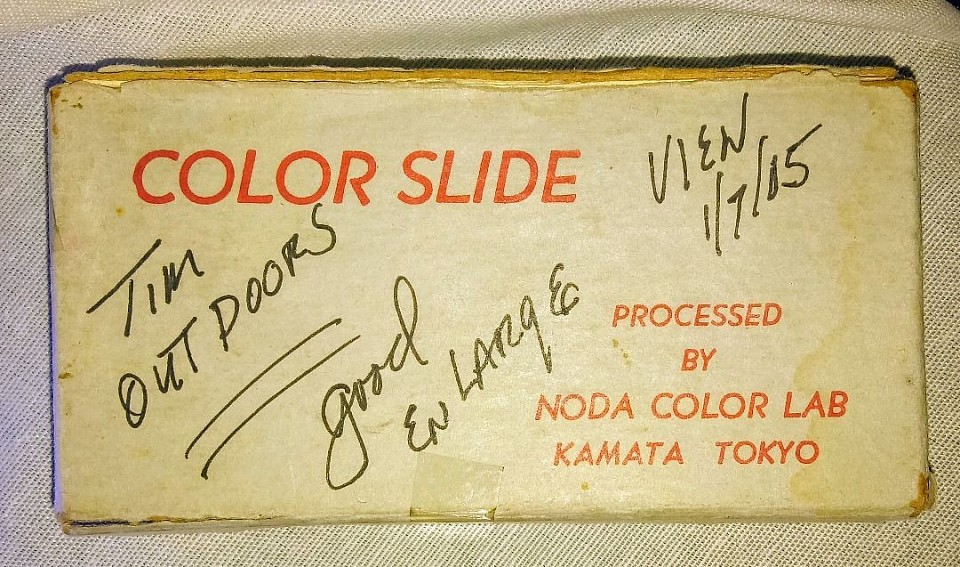 COLOR SLIDE
VIEN
1/7/05
TIM
OUTDOORS
good
ENLARGE
PROCESSED
BY
NODA COLOR LAB
KAMATA TOKYO